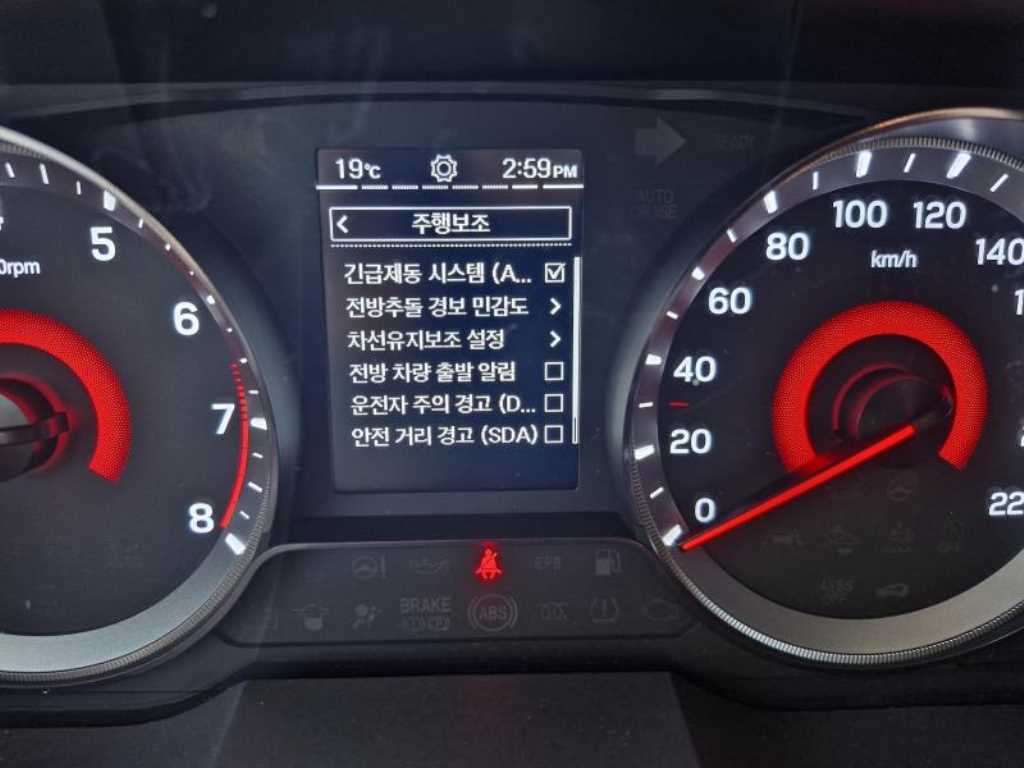 19℃ 2:59PM
< 주행보조
긴급제동 시스템 (A...
전방추돌 경보 민감도 >
차선유지보조 설정 >
전방 차량 출발 알림
운전자 주의 경고 (D...
안전 거리 경고 (SDA)
5
6
7
8
0rpm
READY
AUTO
CRUISE
0
20
40
60
80
100
120
140
km/h
EPB
BRAKE
ABS